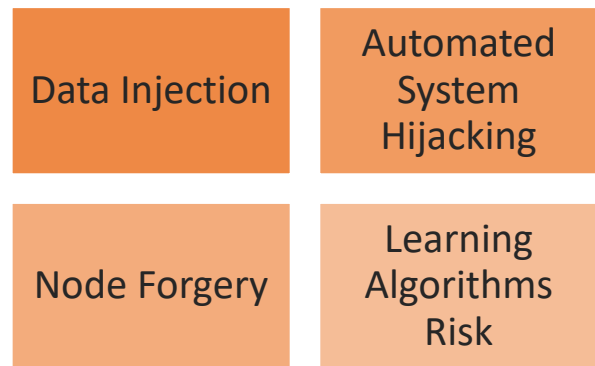 Data Injection
Automated
System
Hijacking
Node Forgery
Learning
Algorithms
Risk